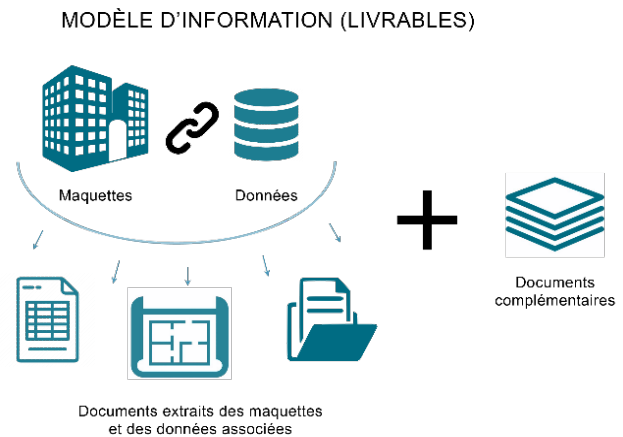 MODÈLE D’INFORMATION (LIVRABLES)
Maquettes
Données
Documents
complémentaires
Documents extraits des maquettes
et des données associées